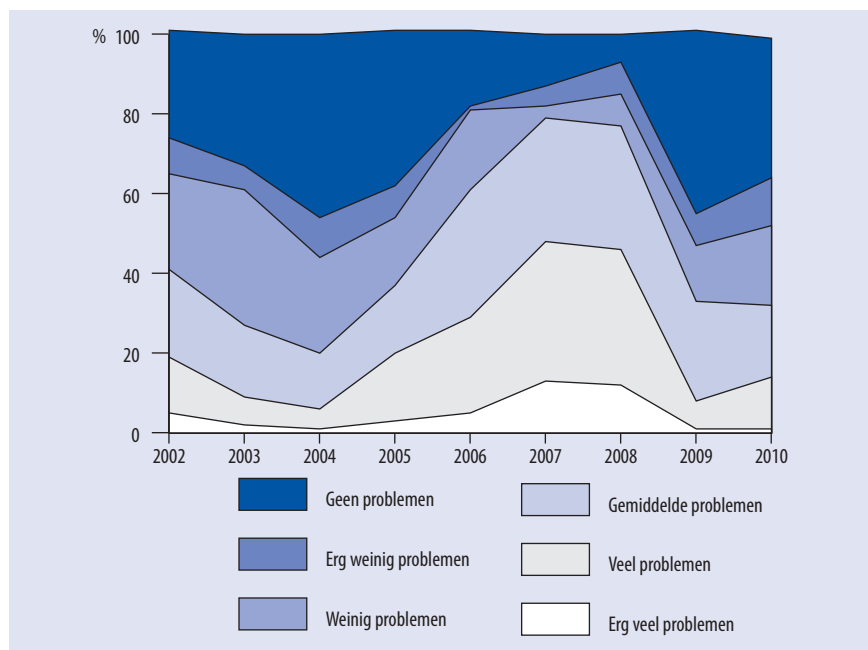 % 100
80
60
40
20
0
2002 2003 2004 2005 2006 2007 2008 2009 2010
Geen problemen
Erg weinig problemen
Weinig problemen
Gemiddelde problemen
Veel problemen
Erg veel problemen